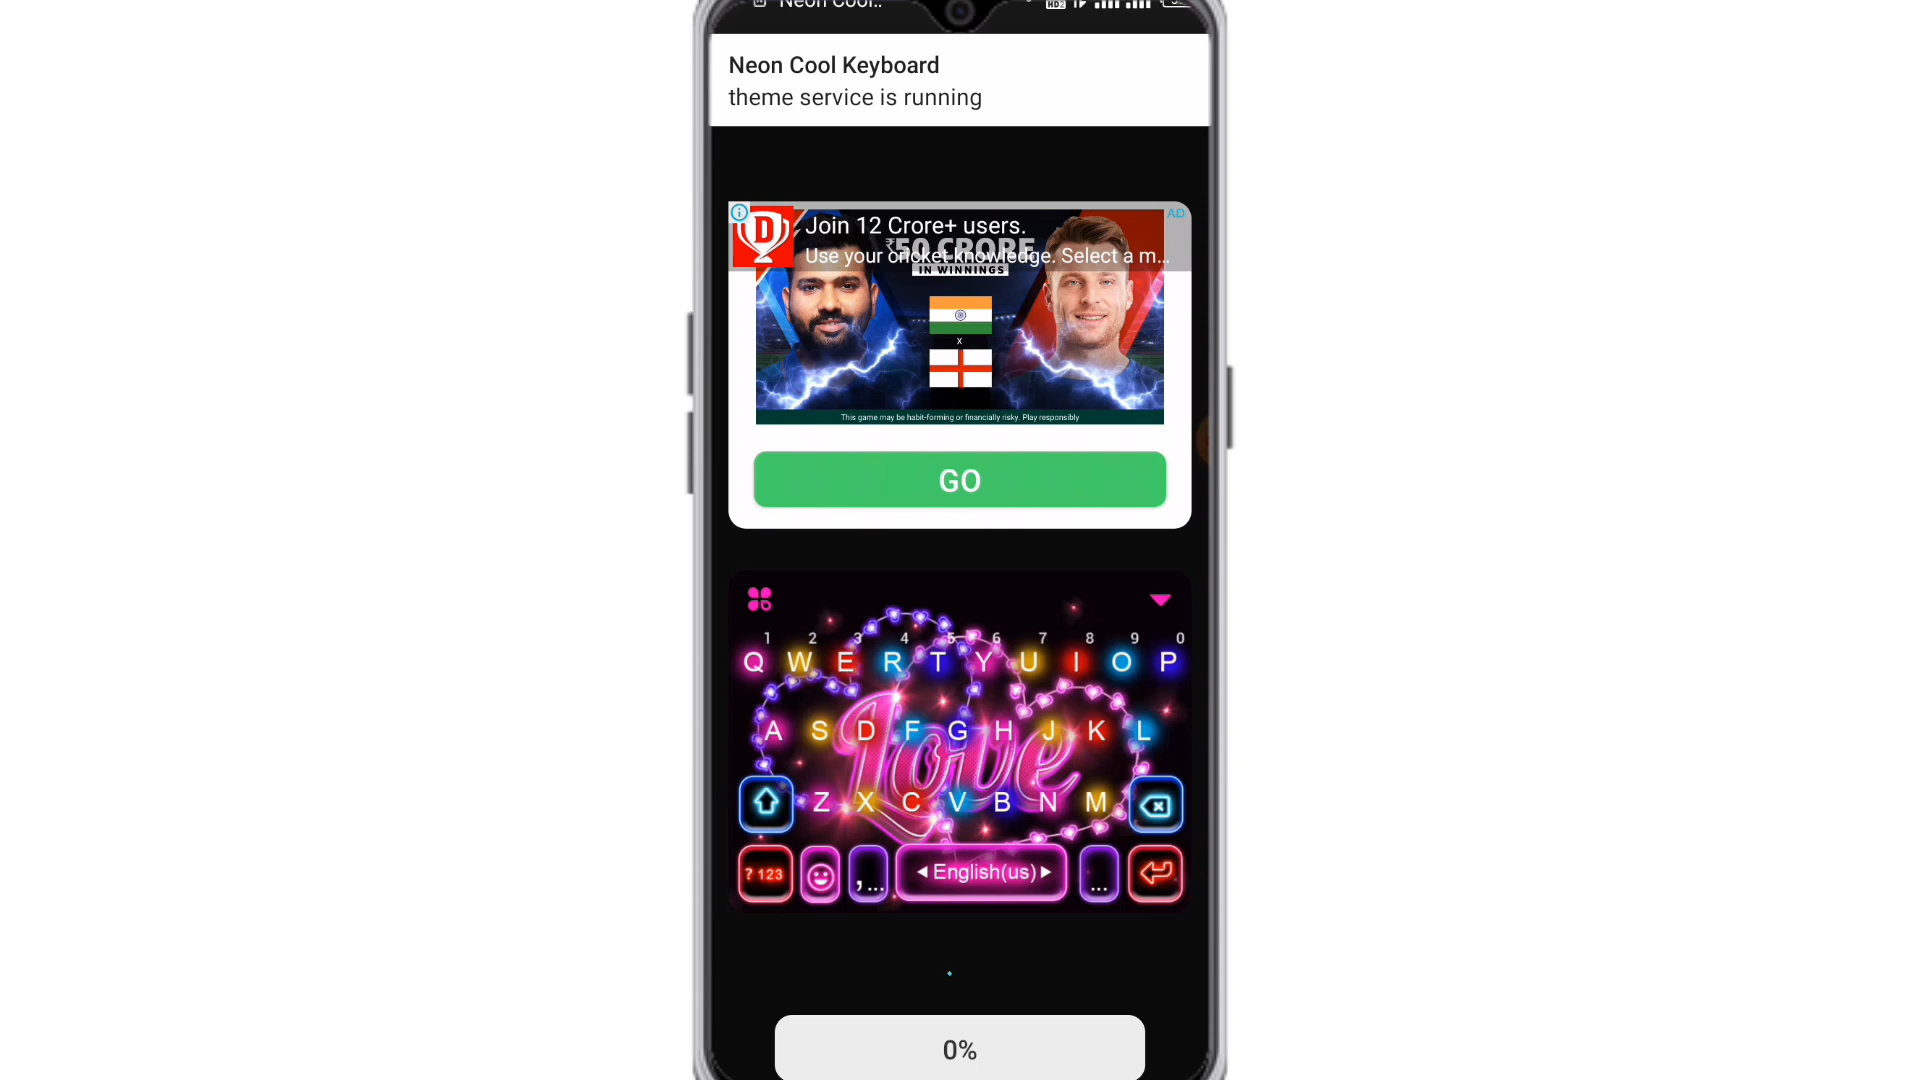 Neon Cool..
Neon Cool Keyboard
theme service is running
AD
D
Join 12 Crore+ users.
₹50 CRORE
Use your cricket knowledge. Select a m...
IN WINNINGS
x
This game may be habit-forming or financially risky. Play responsibly
GO
1 2 3 4 5 6 7 8 9 0
Q W E R T Y U I O P
A S D F G H J K L
Love
Z X C V B N M
? 123 , ... English(us) ...
0%